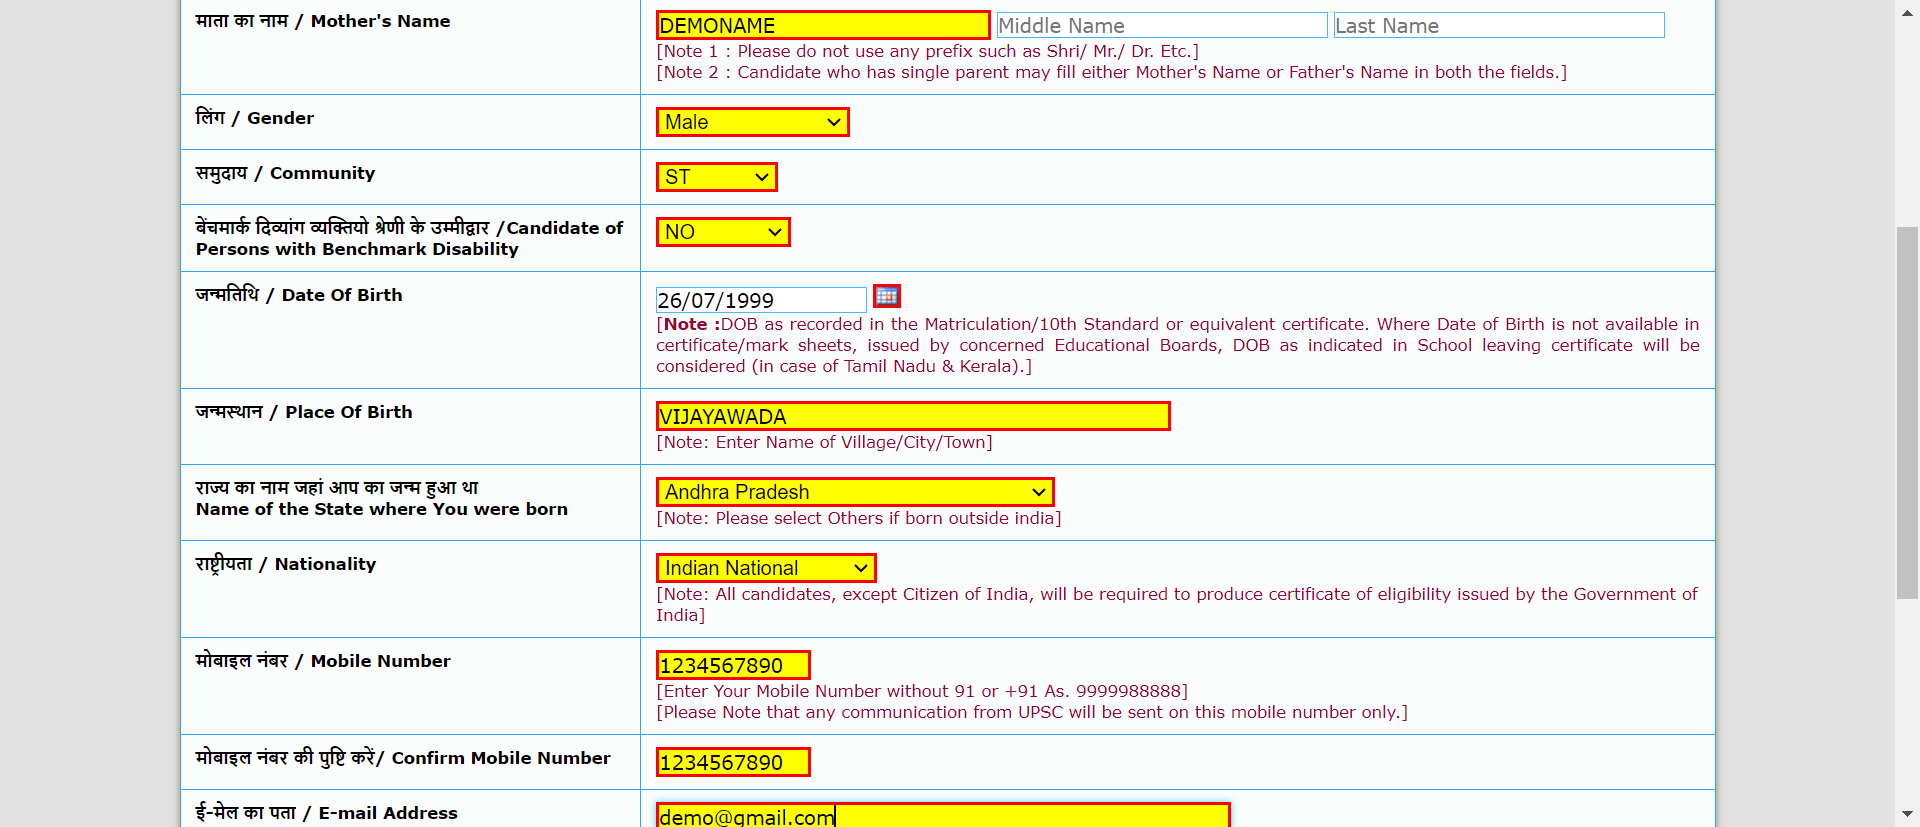 माता का नाम / Mother's Name
DEMONAME Middle Name Last Name
[Note 1 : Please do not use any prefix such as Shri/ Mr./ Dr. Etc.]
[Note 2 : Candidate who has single parent may fill either Mother's Name or Father's Name in both the fields.]
लिंग / Gender
Male
समुदाय / Community
ST
बेंचमार्क दिव्यांग व्यक्तियो श्रेणी के उम्मीद्वार /Candidate of
Persons with Benchmark Disability
NO
जन्मतिथि / Date Of Birth
26/07/1999
[Note :DOB as recorded in the Matriculation/10th Standard or equivalent certificate. Where Date of Birth is not available in
certificate/mark sheets, issued by concerned Educational Boards, DOB as indicated in School leaving certificate will be
considered (in case of Tamil Nadu & Kerala).]
जन्मस्थान / Place Of Birth
VIJAYAWADA
[Note: Enter Name of Village/City/Town]
राज्य का नाम जहां आप का जन्म हुआ था
Name of the State where You were born
Andhra Pradesh
[Note: Please select Others if born outside india]
राष्ट्रीयता / Nationality
Indian National
[Note: All candidates, except Citizen of India, will be required to produce certificate of eligibility issued by the Government of
India]
मोबाइल नंबर / Mobile Number
1234567890
[Enter Your Mobile Number without 91 or +91 As. 9999988888]
[Please Note that any communication from UPSC will be sent on this mobile number only.]
मोबाइल नंबर की पुष्टि करें/ Confirm Mobile Number
1234567890
ई-मेल का पता / E-mail Address
demo@gmail.com